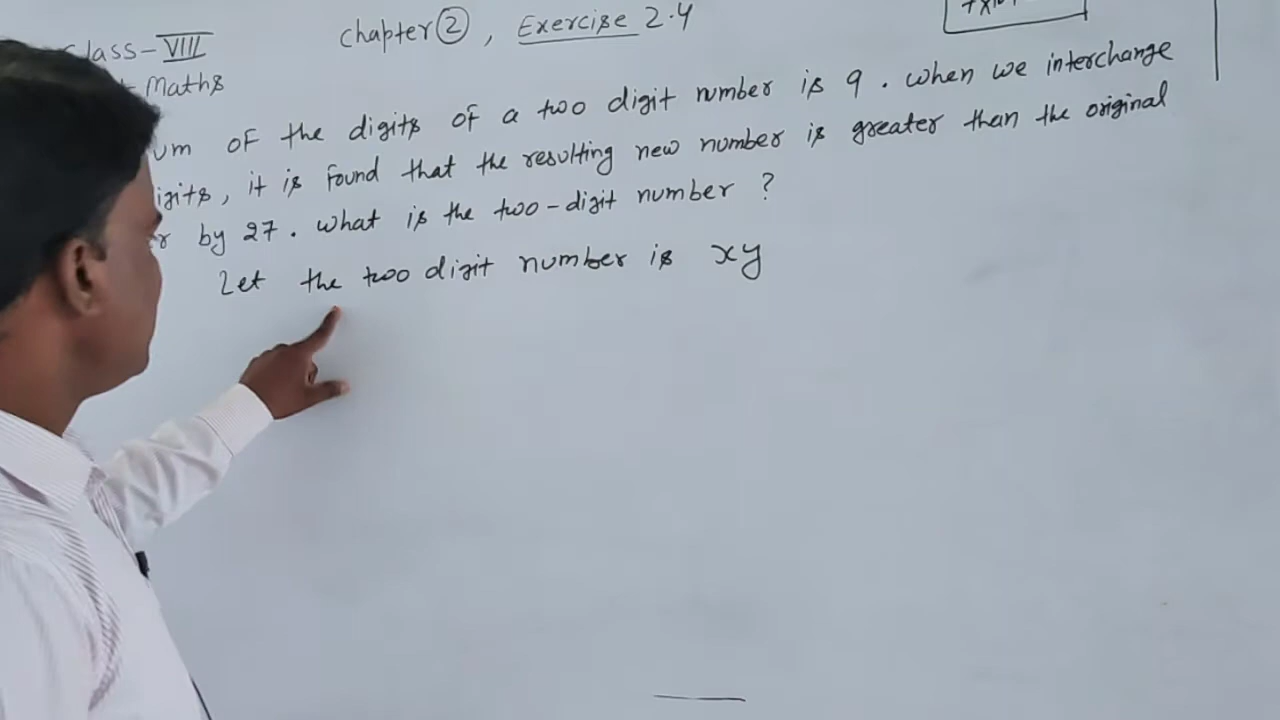 Class-VIII
chapter ②, Exercise 2.4
Maths
um of the digits of a two digit number is 9. when we interchange
igits, it is found that the resulting new number is greater than the original
r by 27. what is the two-digit number?
Let the two digit number is xy